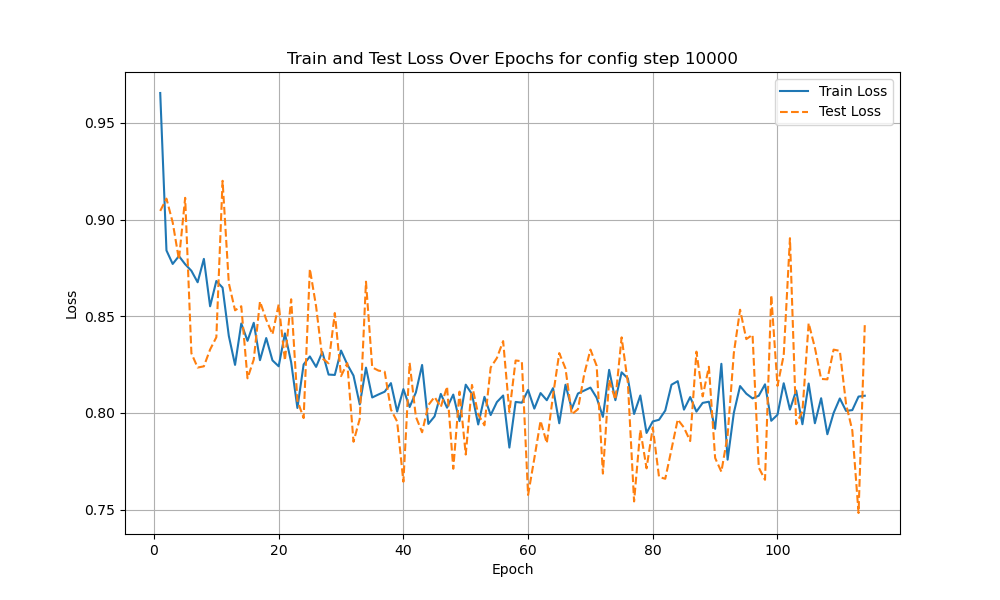 Train and Test Loss Over Epochs for config step 10000
Train Loss
Test Loss
0.95
0.90
0.85
0.80
0.75
Loss
0
20
40
60
80
100
Epoch